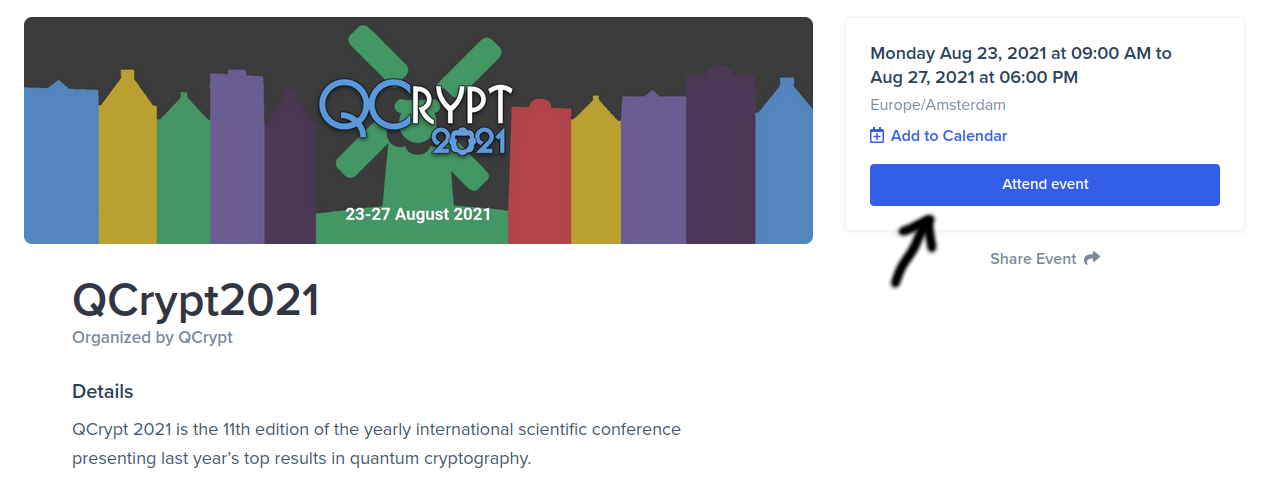 QCRYPT
2021
23-27 August 2021
Monday Aug 23, 2021 at 09:00 AM to
Aug 27, 2021 at 06:00 PM
Europe/Amsterdam
Add to Calendar
Attend event
Share Event
QCrypt2021
Organized by QCrypt
Details
QCrypt 2021 is the 11th edition of the yearly international scientific conference
presenting last year’s top results in quantum cryptography.